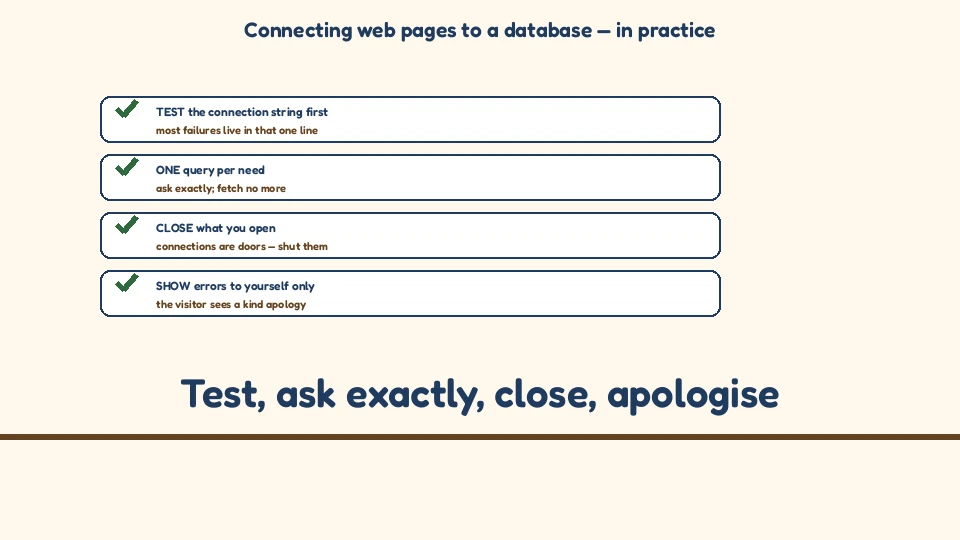 Connecting web pages to a database — in practice
TEST the connection string first
most failures live in that one line
ONE query per need
ask exactly; fetch no more
CLOSE what you open
connections are doors — shut them
SHOW errors to yourself only
the visitor sees a kind apology
Test, ask exactly, close, apologise